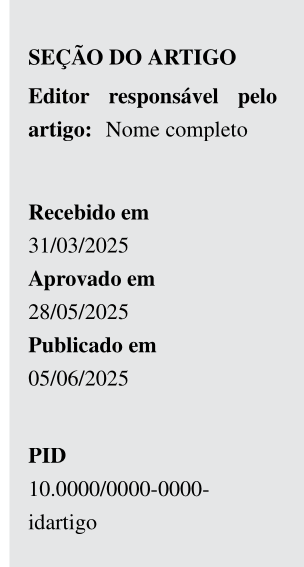 SEÇÃO DO ARTIGO
Editor responsável pelo
artigo: Nome completo
Recebido em
31/03/2025
Aprovado em
28/05/2025
Publicado em
05/06/2025
PID
10.0000/0000-0000-
idartigo